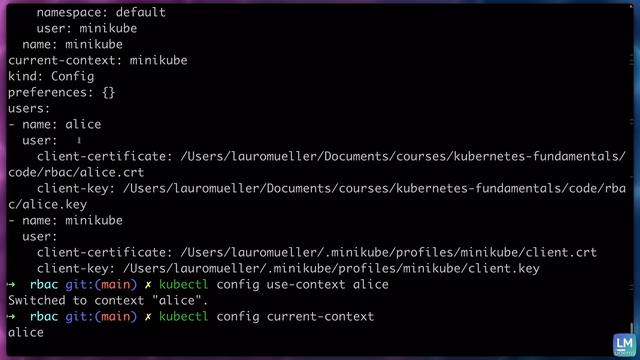 namespace: default
user: minikube
name: minikube
current-context: minikube
kind: Config
preferences: {}
users:
- name: alice
user:
client-certificate: /Users/lauromueller/Documents/courses/kubernetes-fundamentals/
code/rbac/alice.crt
client-key: /Users/lauromueller/Documents/courses/kubernetes-fundamentals/code/rba
c/alice.key
- name: minikube
user:
client-certificate: /Users/lauromueller/.minikube/profiles/minikube/client.crt
client-key: /Users/lauromueller/.minikube/profiles/minikube/client.key
→ rbac git:(main) ✗ kubectl config use-context alice
Switched to context "alice".
→ rbac git:(main) ✗ kubectl config current-context
alice
LM